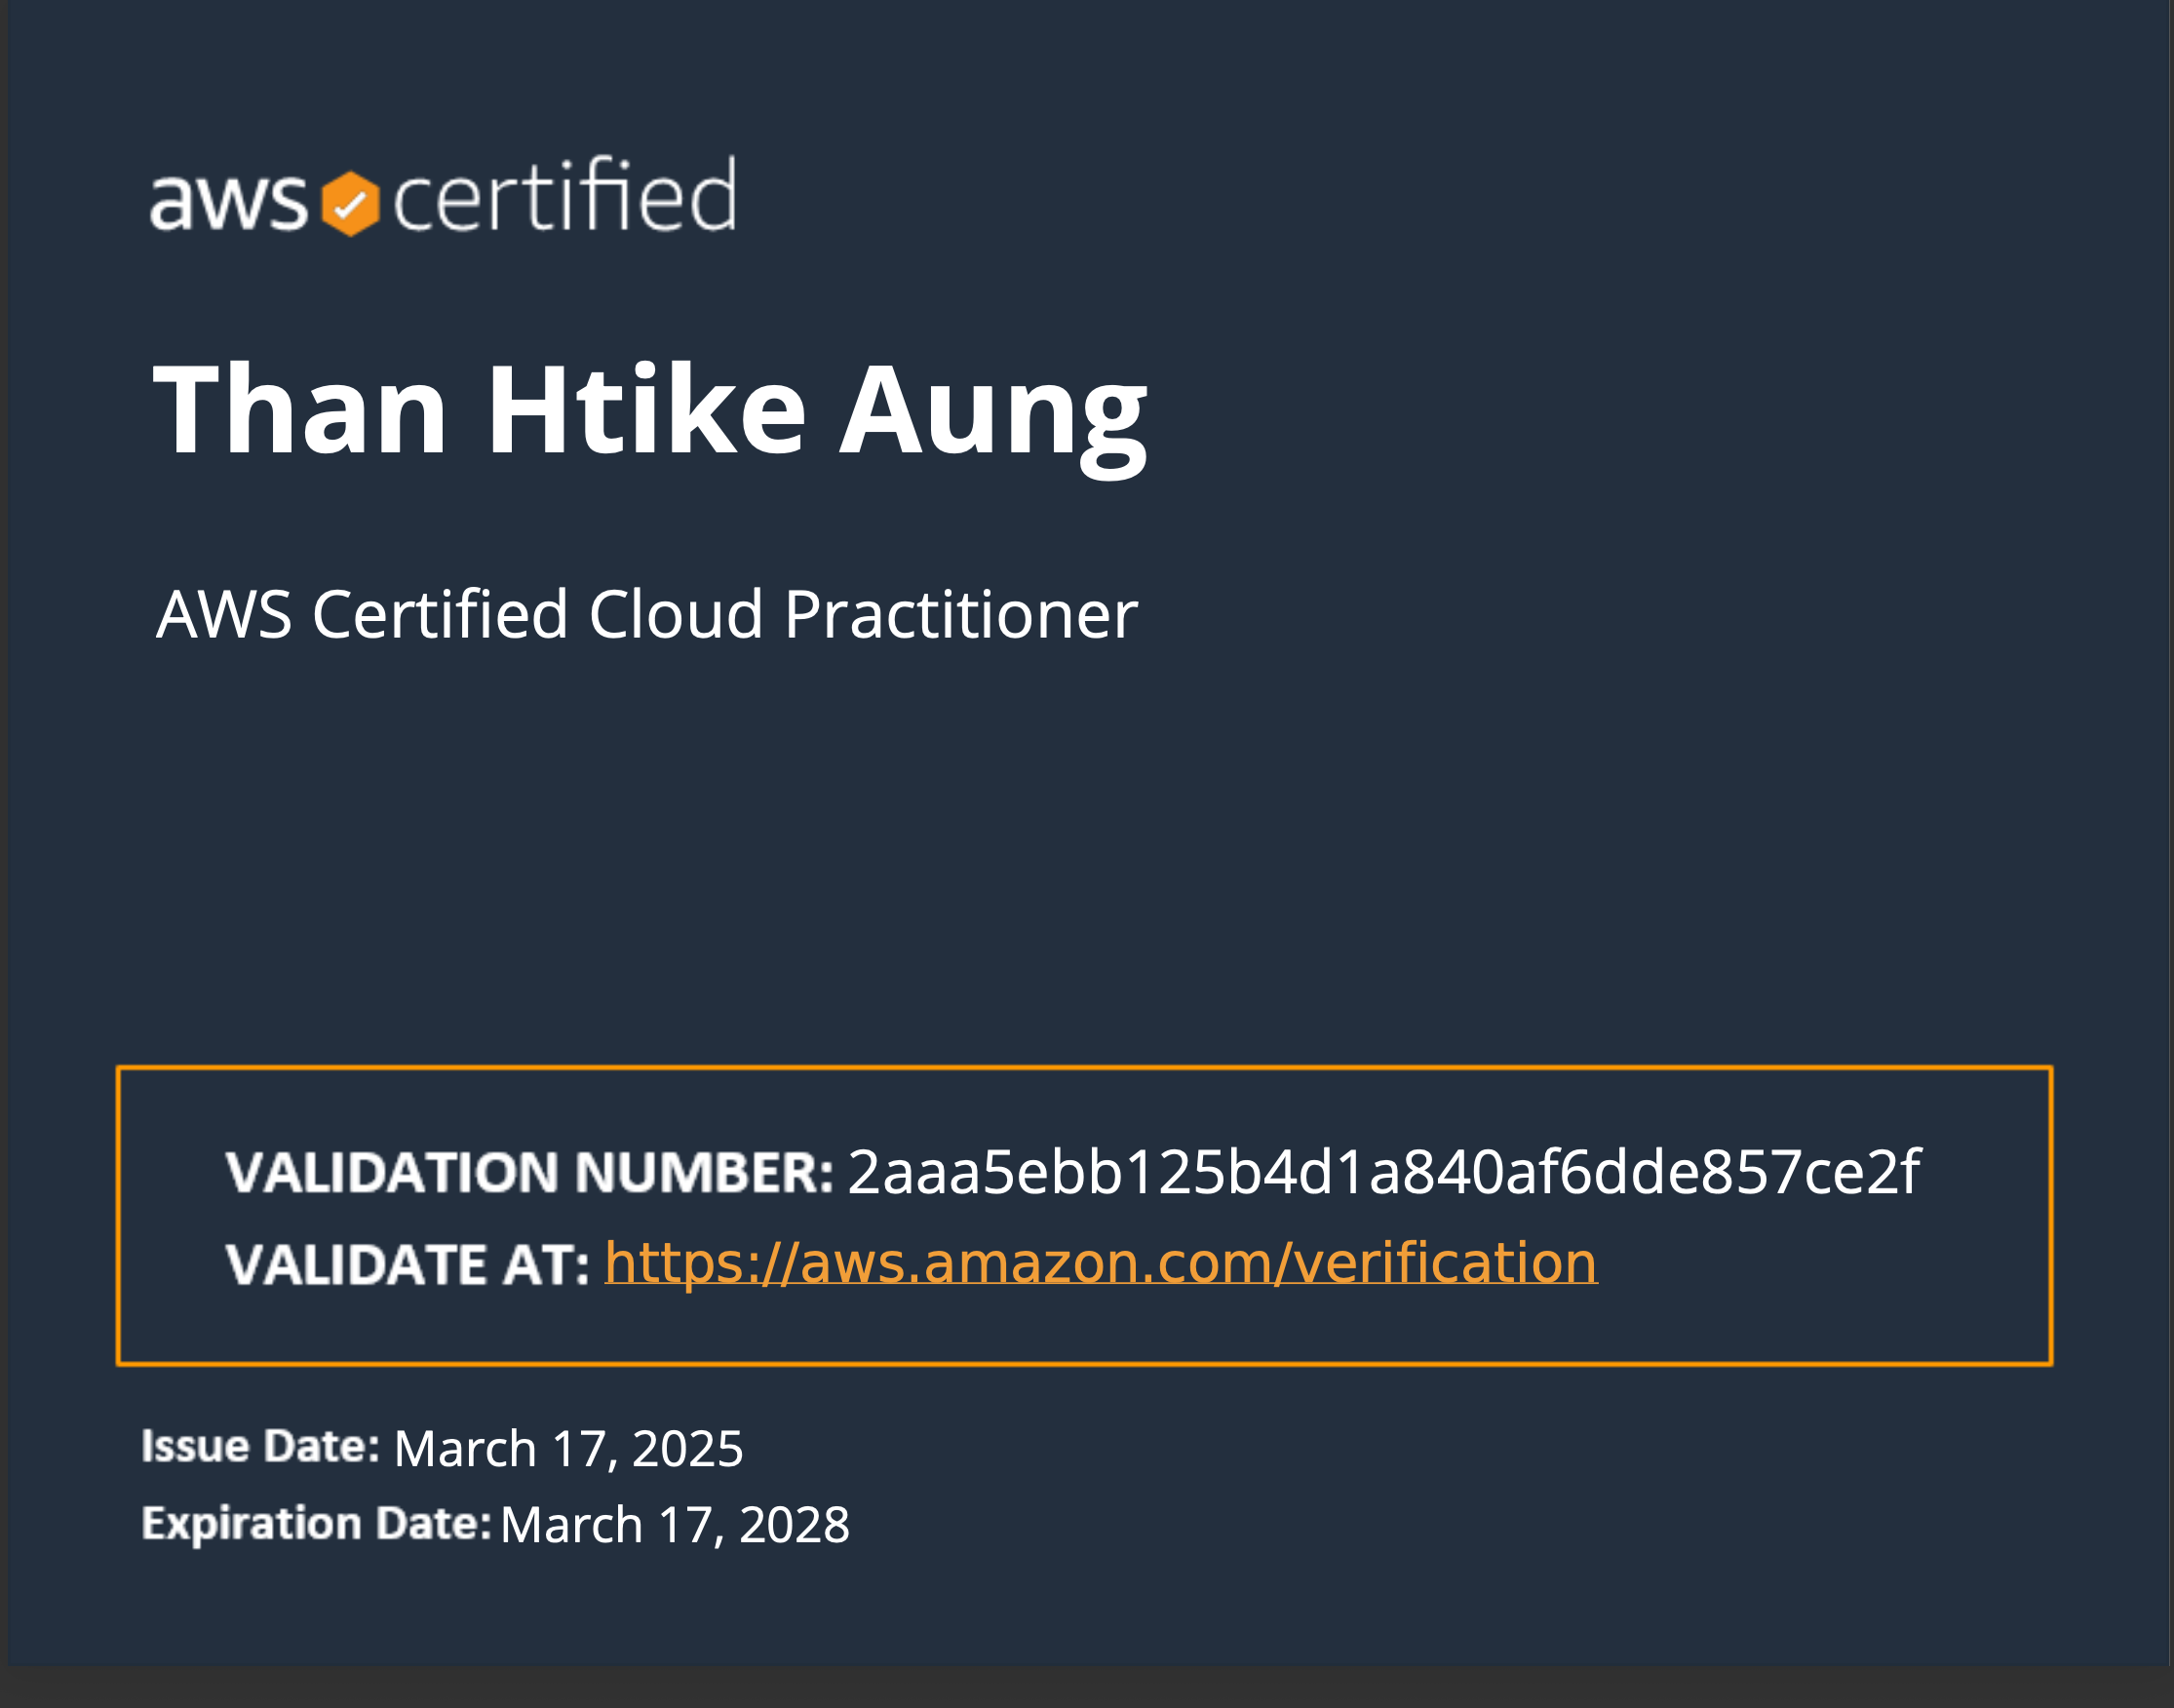 aws certified
Than Htike Aung
AWS Certified Cloud Practitioner
VALIDATION NUMBER: 2aaa5ebb125b4d1a840af6dde857ce2f
VALIDATE AT: https://aws.amazon.com/verification
Issue Date: March 17, 2025
Expiration Date: March 17, 2028